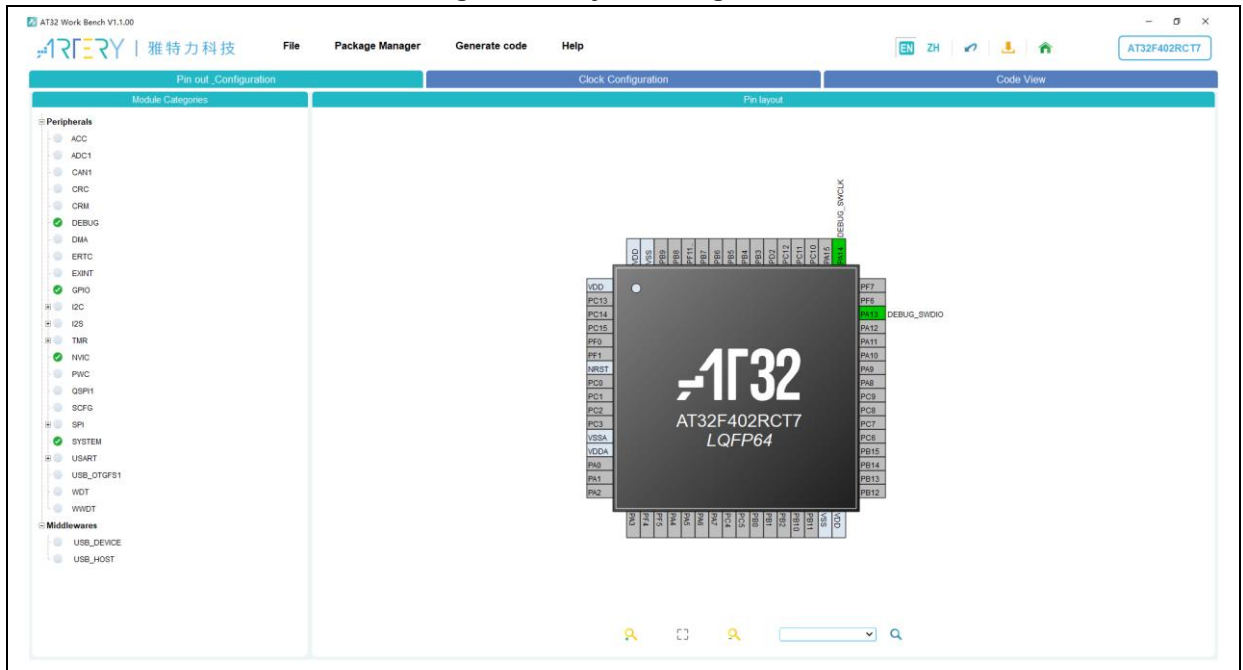 AT32 Work Bench V1.1.00
ARTERY 雅特力科技 File Package Manager Generate code Help EN ZH AT32F402RCT7
Pin out_Configuration Clock Configuration Code View
Module Categories Pin layout
Peripherals
ACC
ADC1
CAN1
CRC
CRM
DEBUG
DMA
ERTC
EXINT
GPIO
I2C
I2S
TMR
NVIC
PWC
QSPI1
SCFG
SPI
SYSTEM
USART
USB_OTGFS1
WDT
WWDT
Middlewares
USB_DEVICE
USB_HOST
DEBUG_SWCLK
VDD VSS PB9 PB8 PF11 PB7 PB6 PB5 PB4 PB3 PD2 PC12 PC11 PC10 PA15 PA14
VDD
PC13
PC14
PC15
PF0
PF1
NRST
PC0
PC1
PC2
PC3
VSSA
VDDA
PA0
PA1
PA2
AT32
AT32F402RCT7
LQFP64
PF7
PF6
PA13 DEBUG_SWDIO
PA12
PA11
PA10
PA9
PA8
PC9
PC8
PC7
PC6
PB15
PB14
PB13
PB12
PA3 PF4 PF5 PA4 PA5 PA6 PA7 PC4 PC5 PB0 PB1 PB2 PB10 PB11 VSS VDD